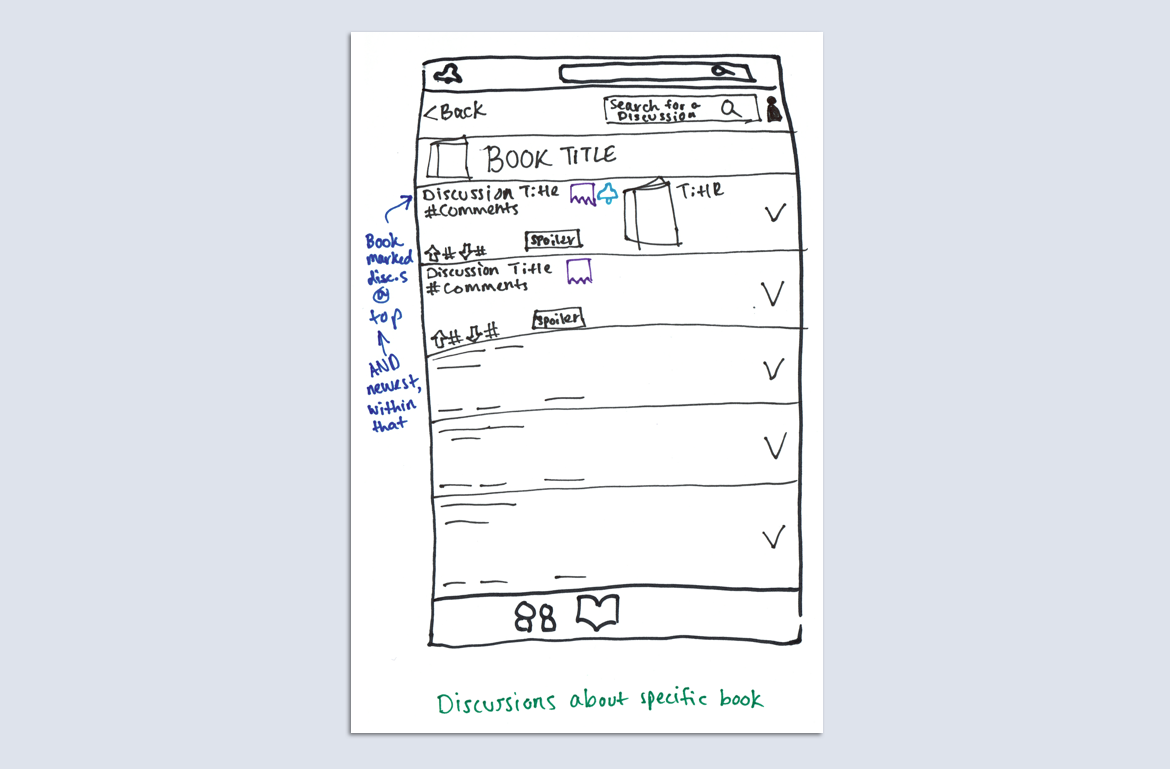 <Back
Search for a
Discussion
BOOK TITLE
Discussion Title
#Comments
Title
# #
spoiler
Discussion Title
#Comments
# #
spoiler
Book
marked
disc.s
@
top
AND
newest,
within
that
Discussions about specific book